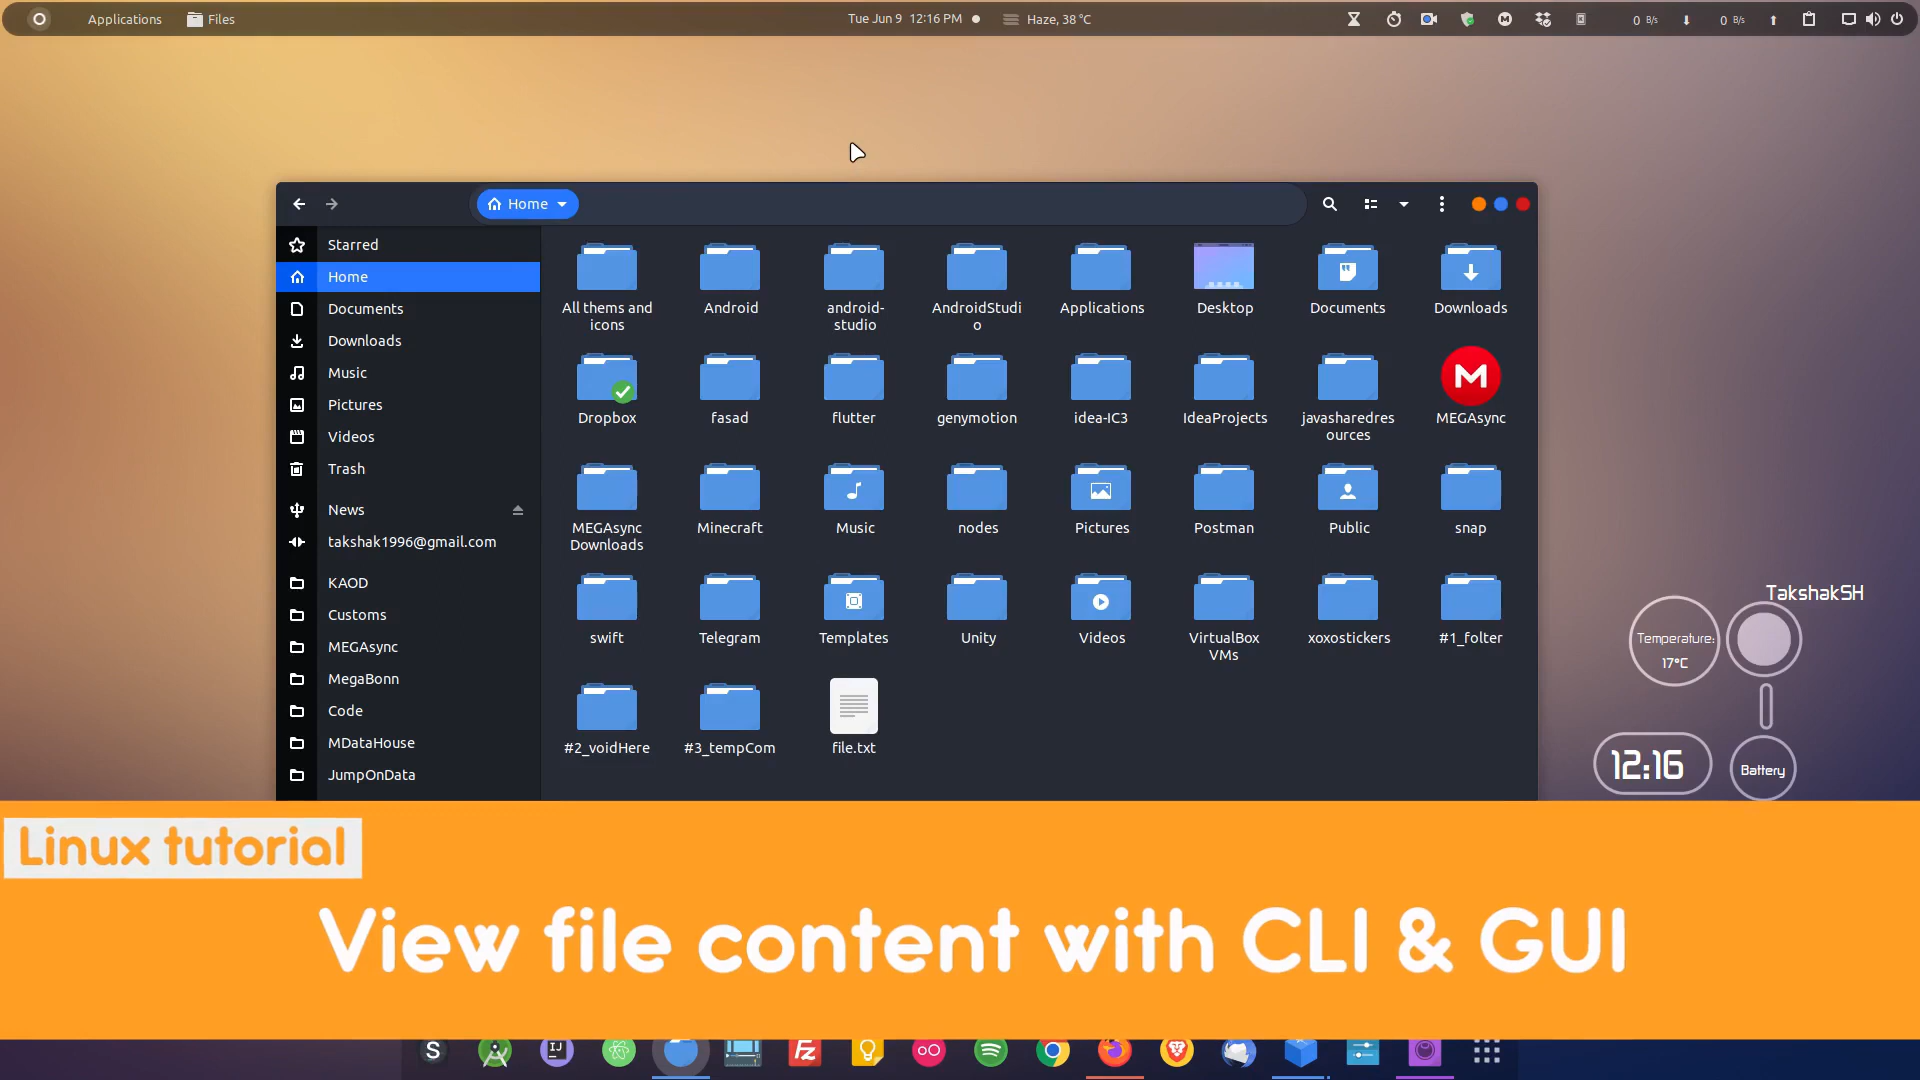 Applications
Files
Tue Jun 9 12:16 PM
Haze, 38 °C
0 B/s
0 B/s
Home
Starred
Home
Documents
Downloads
Music
Pictures
Videos
Trash
News
takshak1996@gmail.com
KAOD
Customs
MEGAsync
MegaBonn
Code
MDataHouse
JumpOnData
All thems and
icons
Android
android-
studio
AndroidStudi
o
Applications
Desktop
Documents
Downloads
Dropbox
fasad
flutter
genymotion
idea-IC3
IdeaProjects
javasharedres
ources
M
MEGAsync
MEGAsync
Downloads
Minecraft
Music
nodes
Pictures
Postman
Public
snap
swift
Telegram
Templates
Unity
Videos
VirtualBox
VMs
xoxostickers
#1_folter
#2_voidHere
#3_tempCom
file.txt
TakshakSH
Temperature:
17°C
12:16
Battery
Linux tutorial
View file content with CLI & GUI
S
IJ
Fz